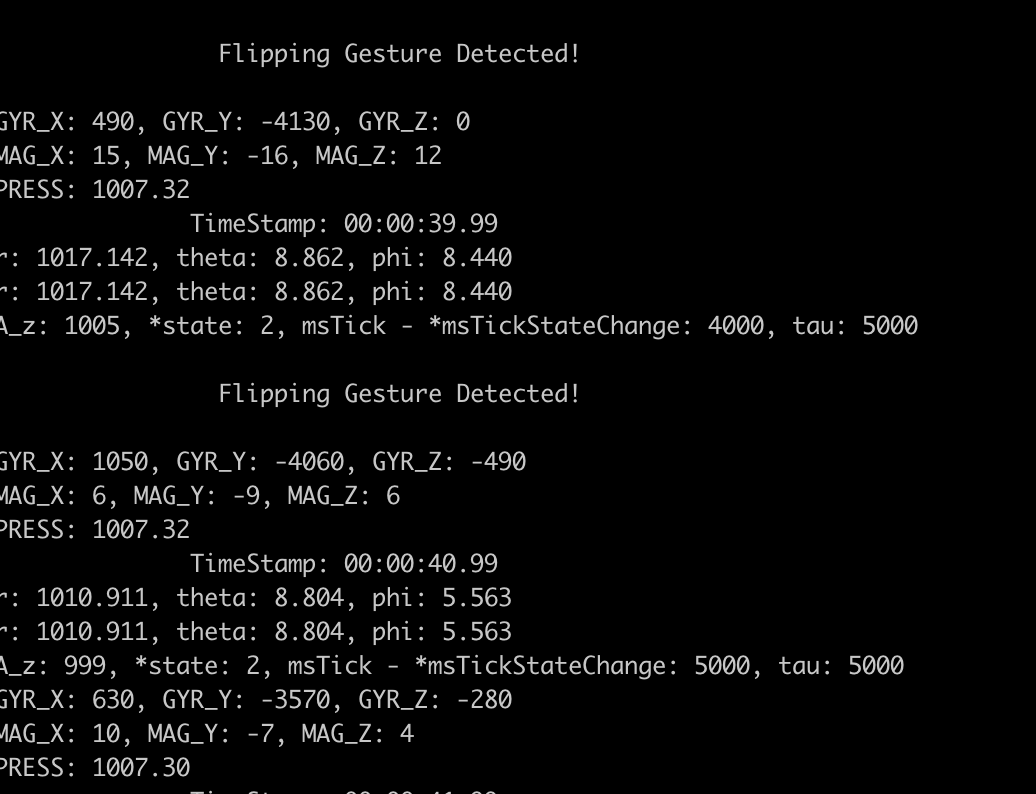 Flipping Gesture Detected!
GYR_X: 490, GYR_Y: -4130, GYR_Z: 0
MAG_X: 15, MAG_Y: -16, MAG_Z: 12
PRESS: 1007.32
TimeStamp: 00:00:39.99
r: 1017.142, theta: 8.862, phi: 8.440
r: 1017.142, theta: 8.862, phi: 8.440
A_z: 1005, *state: 2, msTick - *msTickStateChange: 4000, tau: 5000
Flipping Gesture Detected!
GYR_X: 1050, GYR_Y: -4060, GYR_Z: -490
MAG_X: 6, MAG_Y: -9, MAG_Z: 6
PRESS: 1007.32
TimeStamp: 00:00:40.99
r: 1010.911, theta: 8.804, phi: 5.563
r: 1010.911, theta: 8.804, phi: 5.563
A_z: 999, *state: 2, msTick - *msTickStateChange: 5000, tau: 5000
GYR_X: 630, GYR_Y: -3570, GYR_Z: -280
MAG_X: 10, MAG_Y: -7, MAG_Z: 4
PRESS: 1007.30